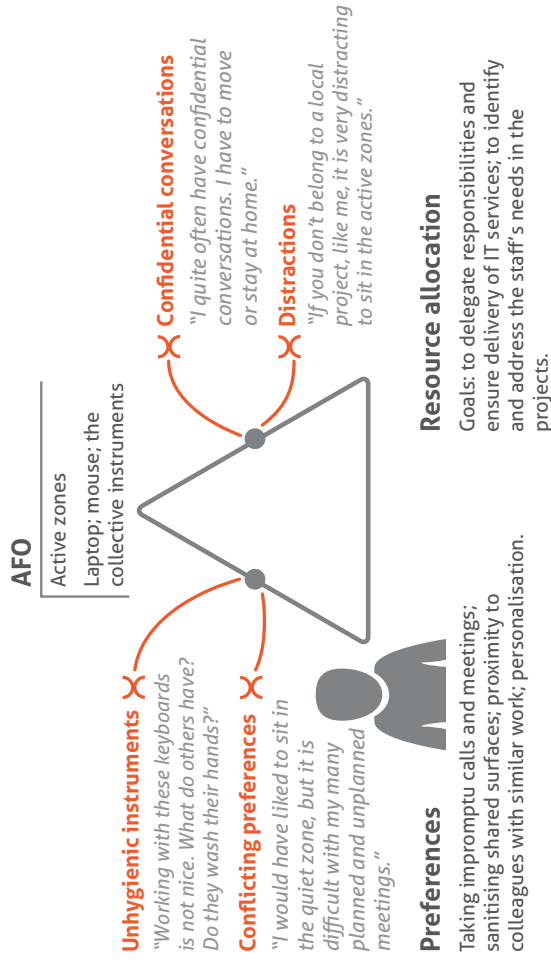 AFO
Active zones
Laptop; mouse; the
collective instruments
Unhygienic instruments
“Working with these keyboards
is not nice. What do others have?
Do they wash their hands?”
Conflicting preferences
“I would have liked to sit in
the quiet zone, but it is
difficult with my many
planned and unplanned
meetings.”
Confidential conversations
“I quite often have confidential
conversations. I have to move
or stay at home.”
Distractions
“If you don’t belong to a local
project, like me, it is very distracting
to sit in the active zones.”
Preferences
Taking impromptu calls and meetings;
sanitising shared surfaces; proximity to
colleagues with similar work; personalisation.
Resource allocation
Goals: to delegate responsibilities and
ensure delivery of IT services; to identify
and address the staff’s needs in the
projects.